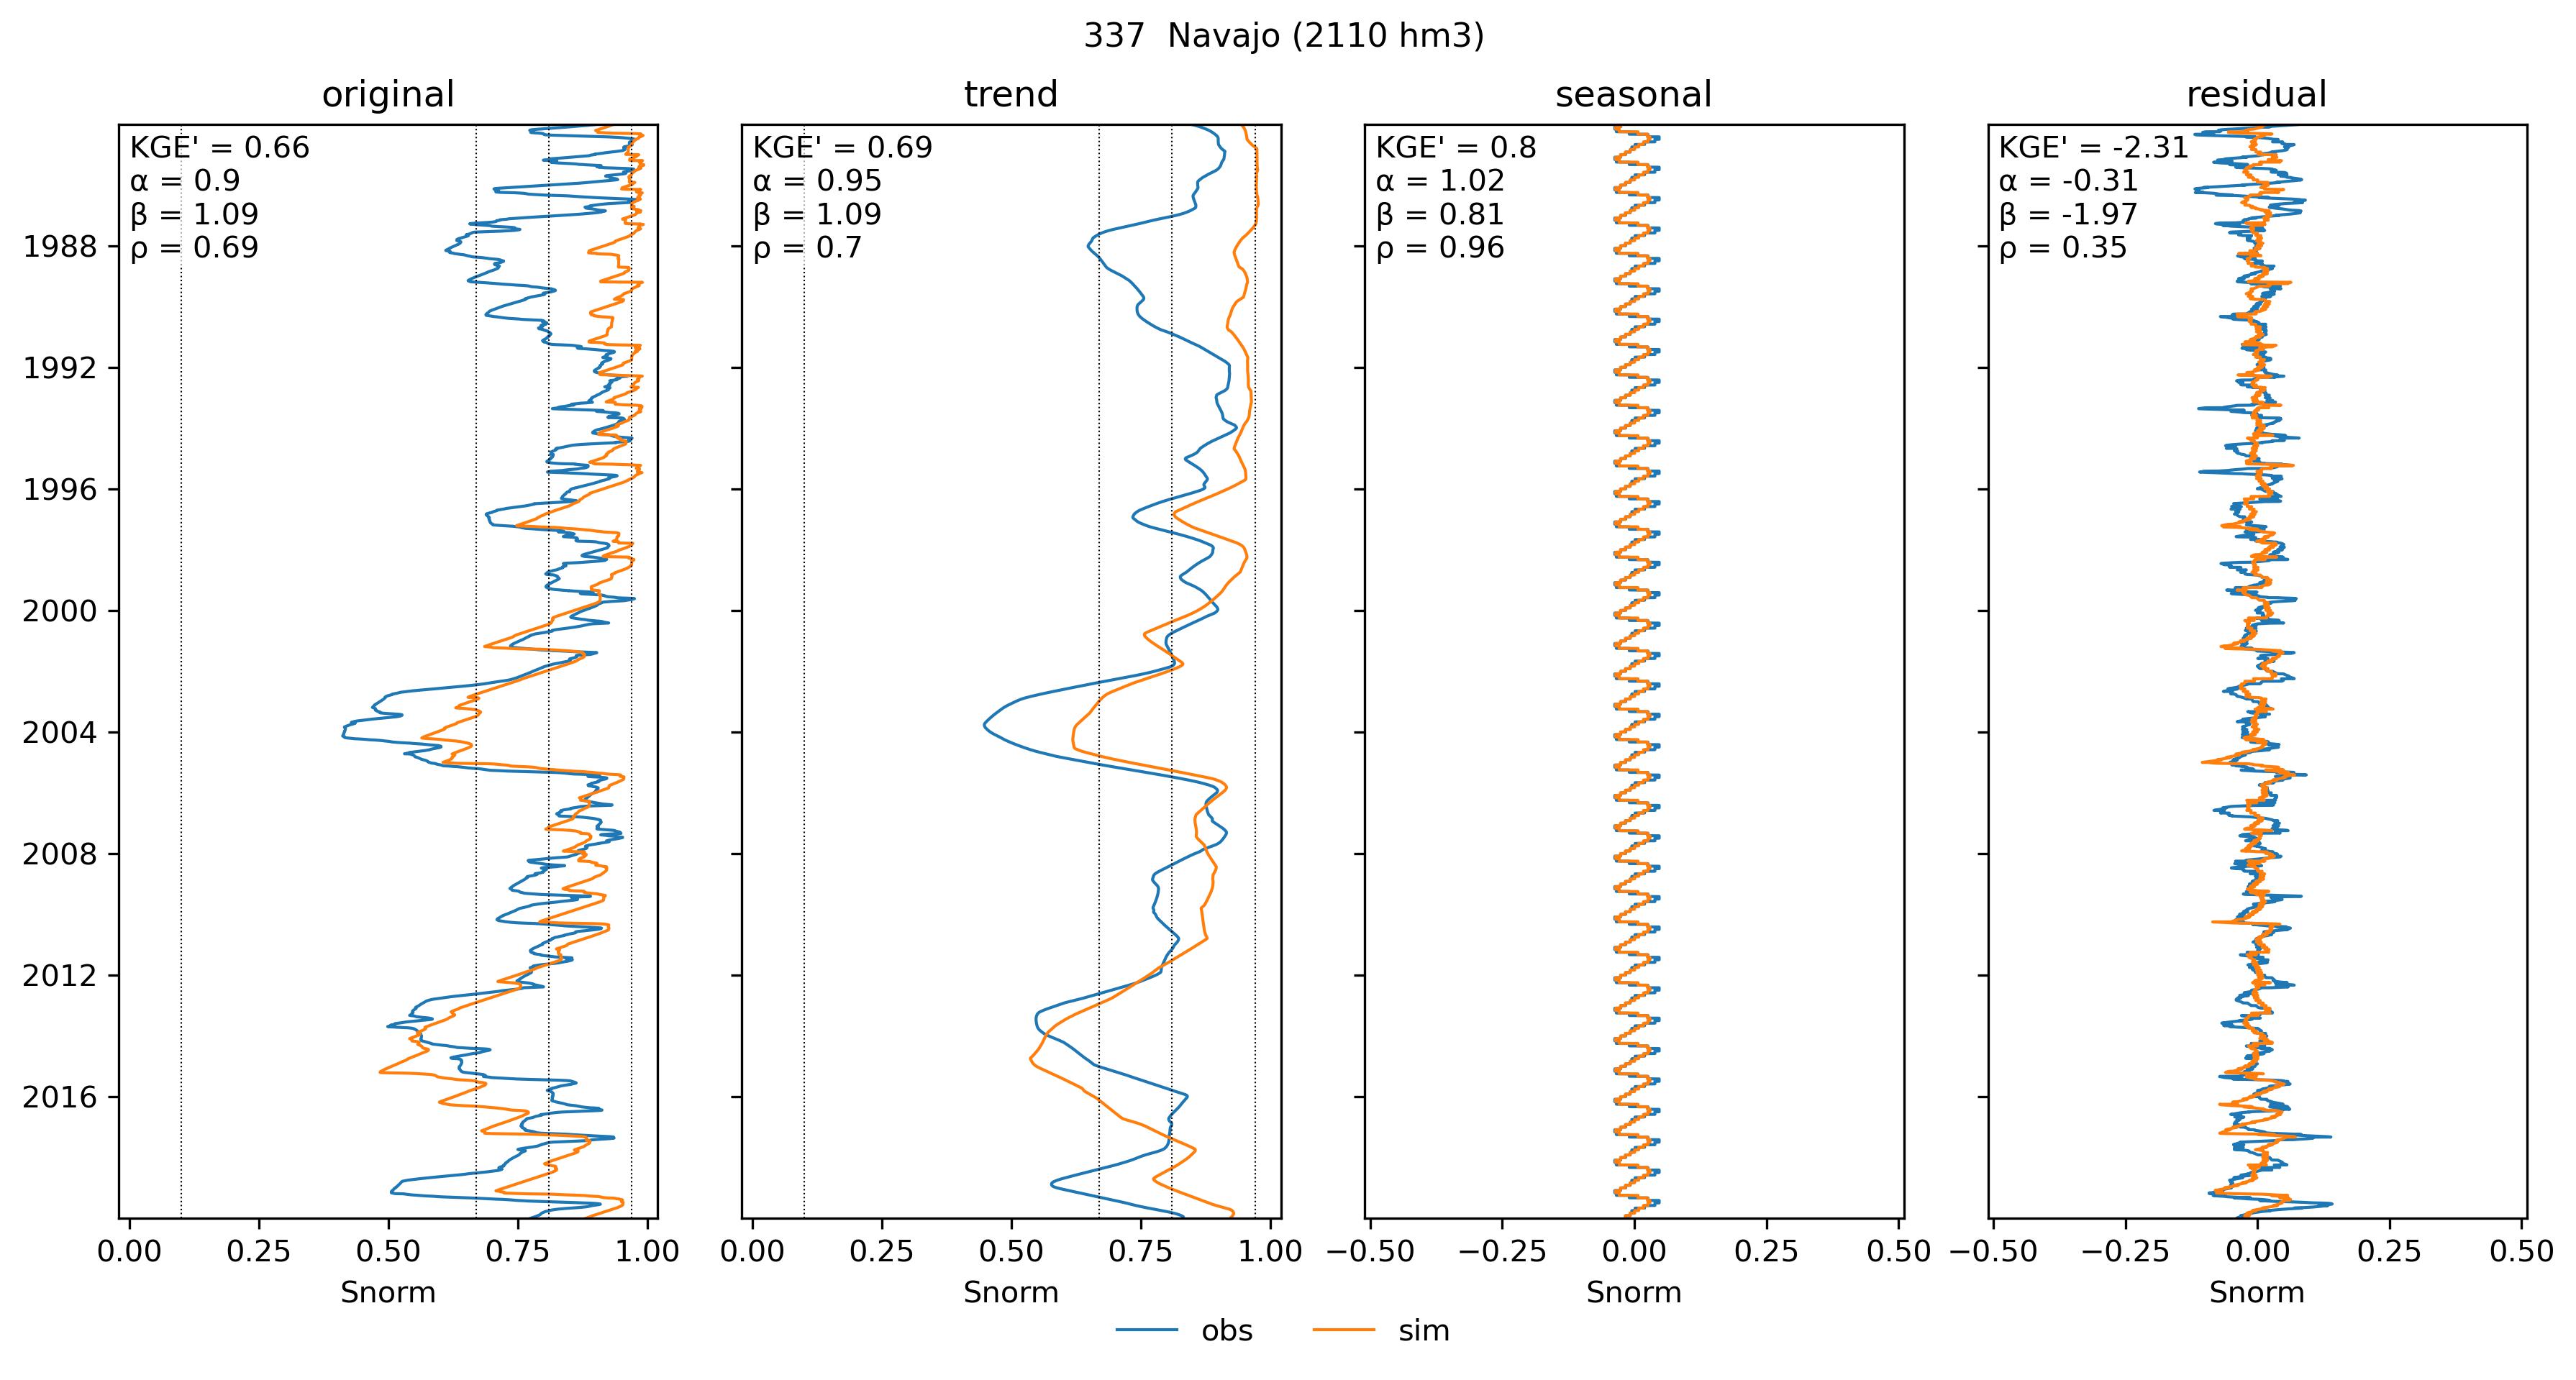 337  Navajo (2110 hm3)
original
trend
seasonal
residual
KGE' = 0.66
α = 0.9
β = 1.09
ρ = 0.69
KGE' = 0.69
α = 0.95
β = 1.09
ρ = 0.7
KGE' = 0.8
α = 1.02
β = 0.81
ρ = 0.96
KGE' = -2.31
α = -0.31
β = -1.97
ρ = 0.35
1988
1992
1996
2000
2004
2008
2012
2016
0.00 0.25 0.50 0.75 1.00
0.00 0.25 0.50 0.75 1.00
−0.50 −0.25 0.00 0.25 0.50
−0.50 −0.25 0.00 0.25 0.50
Snorm
Snorm
Snorm
Snorm
obs
sim